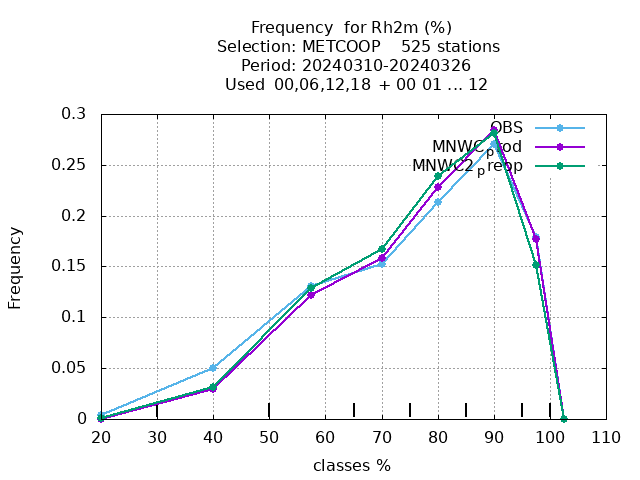 Frequency for Rh2m (%)
Selection: METCOOP 525 stations
Period: 20240310-20240326
Used 00,06,12,18 + 00 01 ... 12
0.3
0.25
0.2
0.15
0.1
0.05
0
Frequency
OBS
MNWC_prod
MNWC2_preop
20 30 40 50 60 70 80 90 100 110
classes %